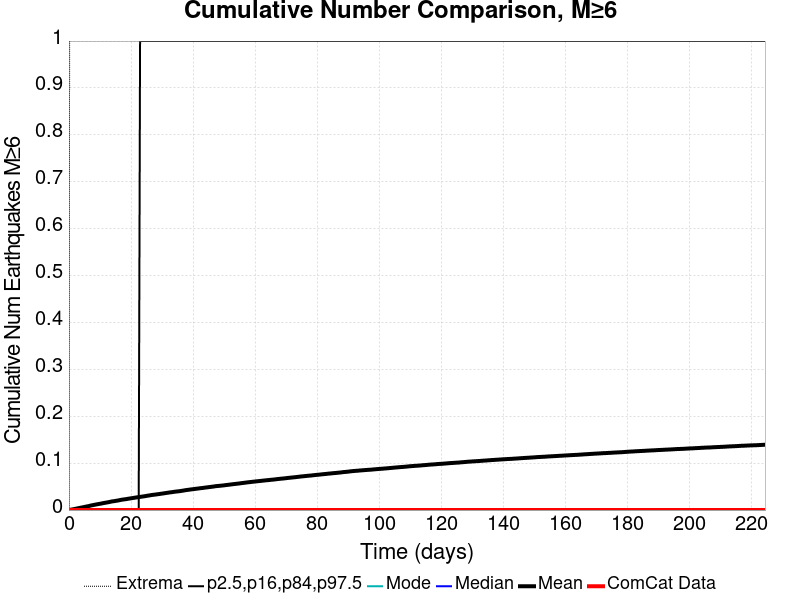 Cumulative Number Comparison, M≥6
Cumulative Num Earthquakes M≥6
1
0.9
0.8
0.7
0.6
0.5
0.4
0.3
0.2
0.1
0
0 20 40 60 80 100 120 140 160 180 200 220
Time (days)
Extrema p2.5,p16,p84,p97.5 Mode Median Mean ComCat Data